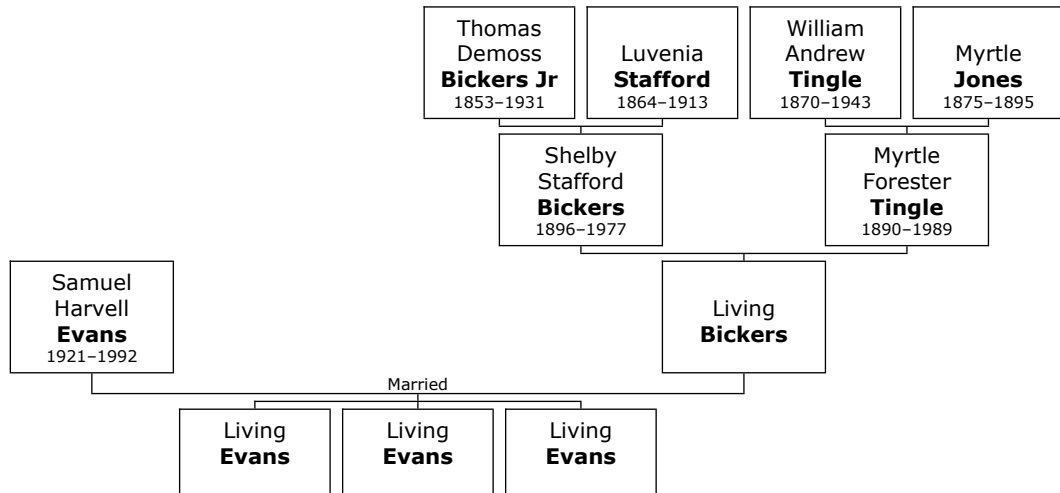 Thomas
Demoss
Bickers Jr
1853–1931
Luvenia
Stafford
1864–1913
William
Andrew
Tingle
1870–1943
Myrtle
Jones
1875–1895
Shelby
Stafford
Bickers
1896–1977
Myrtle
Forester
Tingle
1890–1989
Samuel
Harvell
Evans
1921–1992
Living
Bickers
Married
Living
Evans
Living
Evans
Living
Evans